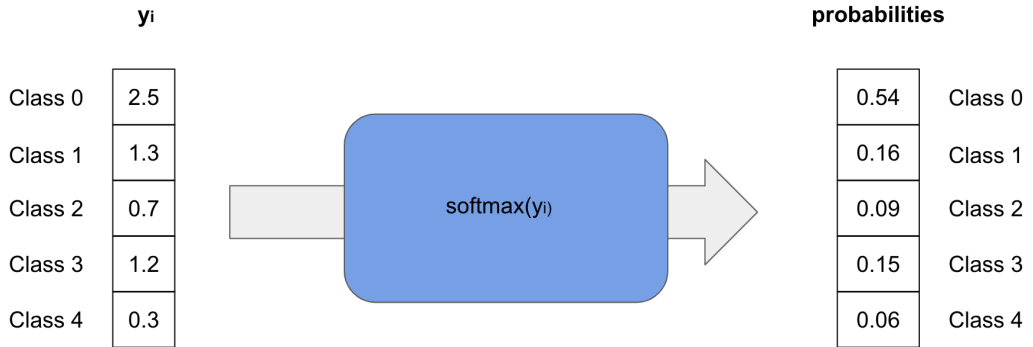 yi probabilities
Class 0 2.5 0.54 Class 0
Class 1 1.3 0.16 Class 1
Class 2 0.7 softmax(yi) 0.09 Class 2
Class 3 1.2 0.15 Class 3
Class 4 0.3 0.06 Class 4